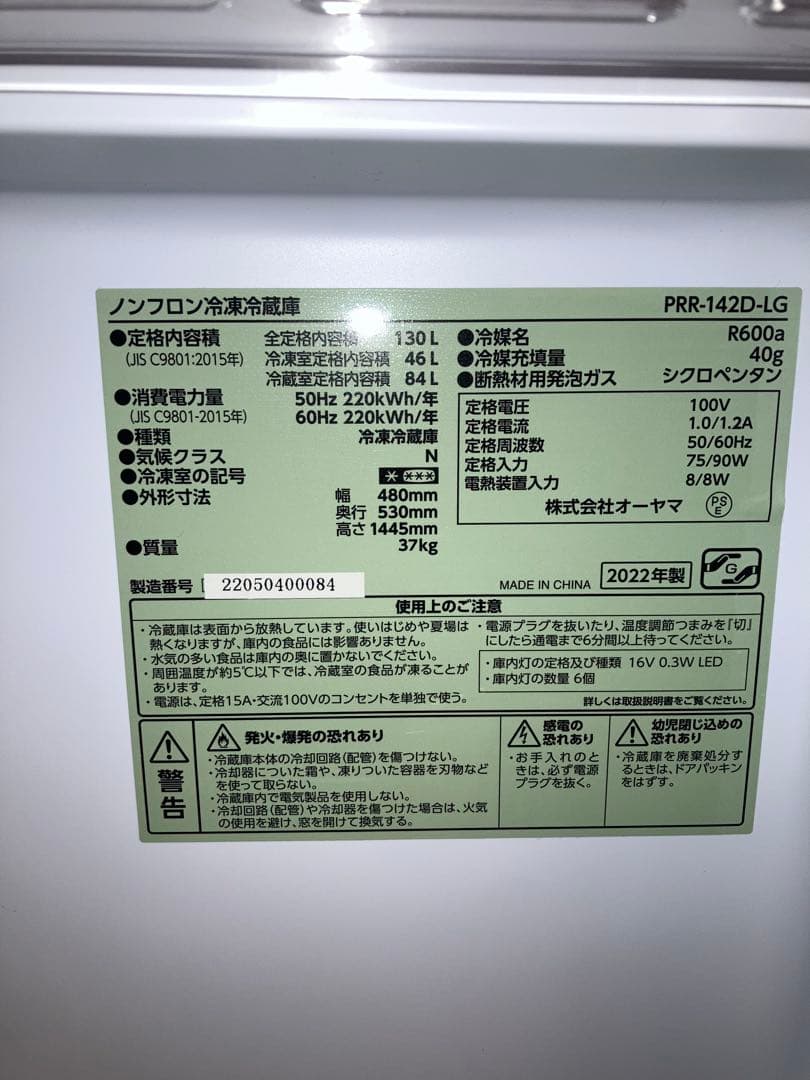 ノンフロン冷凍冷蔵庫
PRR-142D-LG
●定格内容積 全定格内容積 130L
(JIS C9801:2015年) 冷凍室定格内容積 46L
冷蔵室定格内容積 84L
●消費電力量 50Hz 220kWh/年
(JIS C9801-2015年) 60Hz 220kWh/年
●種類 冷凍冷蔵庫
●気候クラス N
●冷凍室の記号
●外形寸法 幅 480mm
奥行 530mm
高さ 1445mm
●質量 37kg
●冷媒名 R600a
●冷媒充填量 40g
●断熱材用発泡ガス シクロペンタン
定格電圧 100V
定格電流 1.0/1.2A
定格周波数 50/60Hz
定格入力 75/90W
電熱装置入力 8/8W
株式会社オーヤマ PSE
製造番号 22050400084
MADE IN CHINA 2022年製 G
使用上のご注意
・冷蔵庫は表面から放熱しています。使いはじめや夏場は
熱くなりますが、庫内の食品には影響ありません。
・水気の多い食品は庫内の奥に置かないでください。
・周囲温度が約5℃以下では、冷蔵室の食品が凍ることが
あります。
・電源は、定格15A・交流100Vのコンセントを単独で使う。
・電源プラグを抜いたり、温度調節つまみを「切」
にしたら通電まで6分間以上待ってください。
・庫内灯の定格及び種類 16V 0.3W LED
・庫内灯の数量 6個
詳しくは取扱説明書をご覧ください。
警告
発火・爆発の恐れあり
・冷蔵庫本体の冷却回路(配管)を傷つけない。
・冷却器についた霜や、凍りついた容器を刃物など
を使って取らない。
・冷蔵庫内で電気製品を使用しない。
・冷却回路(配管)や冷却器を傷つけた場合は、火気
の使用を避け、窓を開けて換気する。
感電の
恐れあり
・お手入れのと
きは、必ず電源
プラグを抜く。
幼児閉じ込めの
恐れあり
・冷蔵庫を廃棄処分す
るときは、ドアパッキン
をはずす。